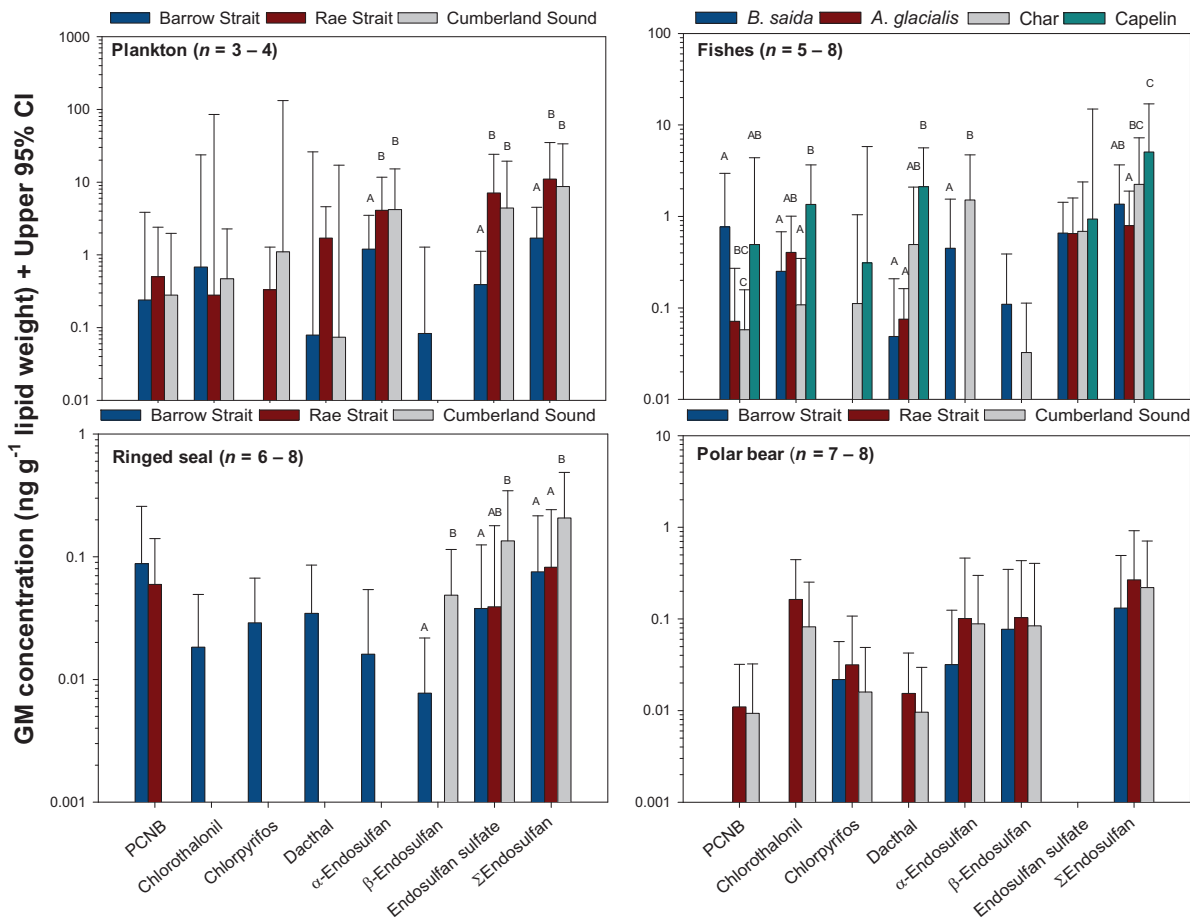 Barrow Strait Rae Strait Cumberland Sound
B. saida A. glacialis Char Capelin
GM concentration (ng g⁻¹ lipid weight) + Upper 95% CI
1000
100
10
1
0.1
0.01
Plankton (n = 3 – 4)
A B B
A B B
A B B
100
10
1
0.1
0.01
Fishes (n = 5 – 8)
A BC C AB
A AB A B
A A AB B
A B
AB A BC C
Barrow Strait Rae Strait Cumberland Sound
1
0.1
0.01
0.001
Ringed seal (n = 6 – 8)
A B
A AB B
A A B
PCNB
Chlorothalonil
Chlorpyrifos
Dacthal
α-Endosulfan
β-Endosulfan
Endosulfan sulfate
ΣEndosulfan
Barrow Strait Rae Strait Cumberland Sound
10
1
0.1
0.01
0.001
Polar bear (n = 7 – 8)
PCNB
Chlorothalonil
Chlorpyrifos
Dacthal
α-Endosulfan
β-Endosulfan
Endosulfan sulfate
ΣEndosulfan